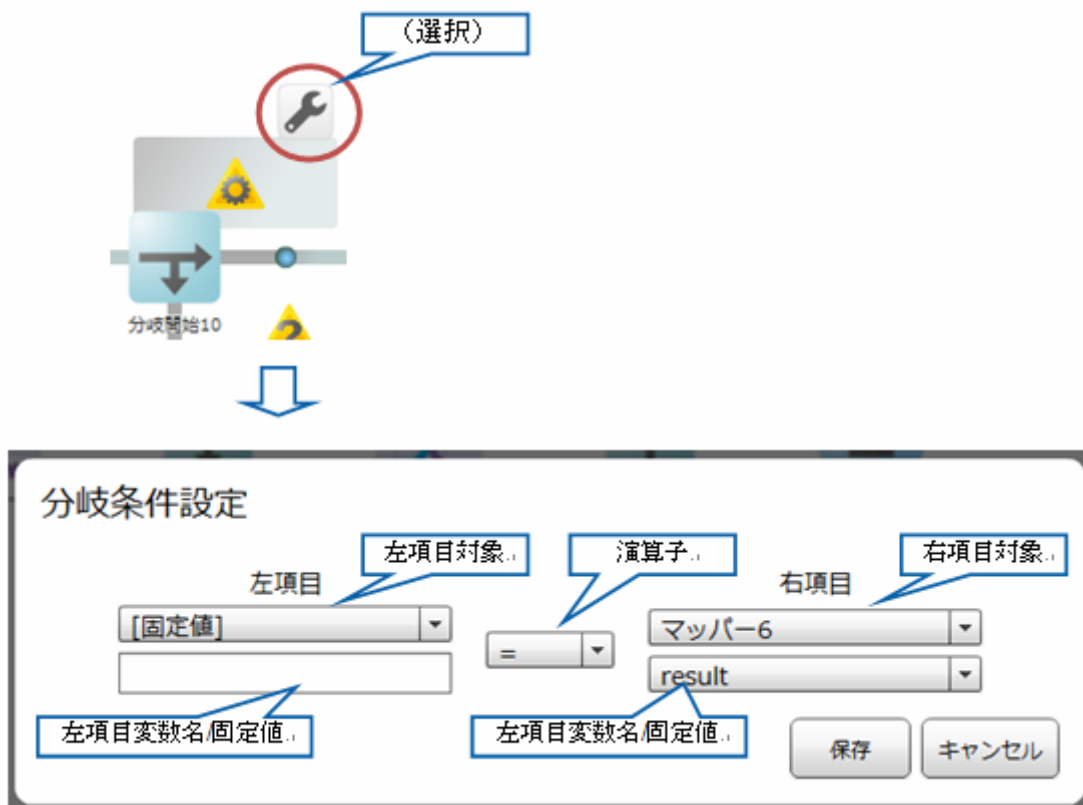 （選択）
分岐開始10
分岐条件設定
左項目対象
演算子
右項目対象
左項目
右項目
[固定値]
=
マッパー6
result
左項目変数名/固定値
左項目変数名/固定値
保存
キャンセル